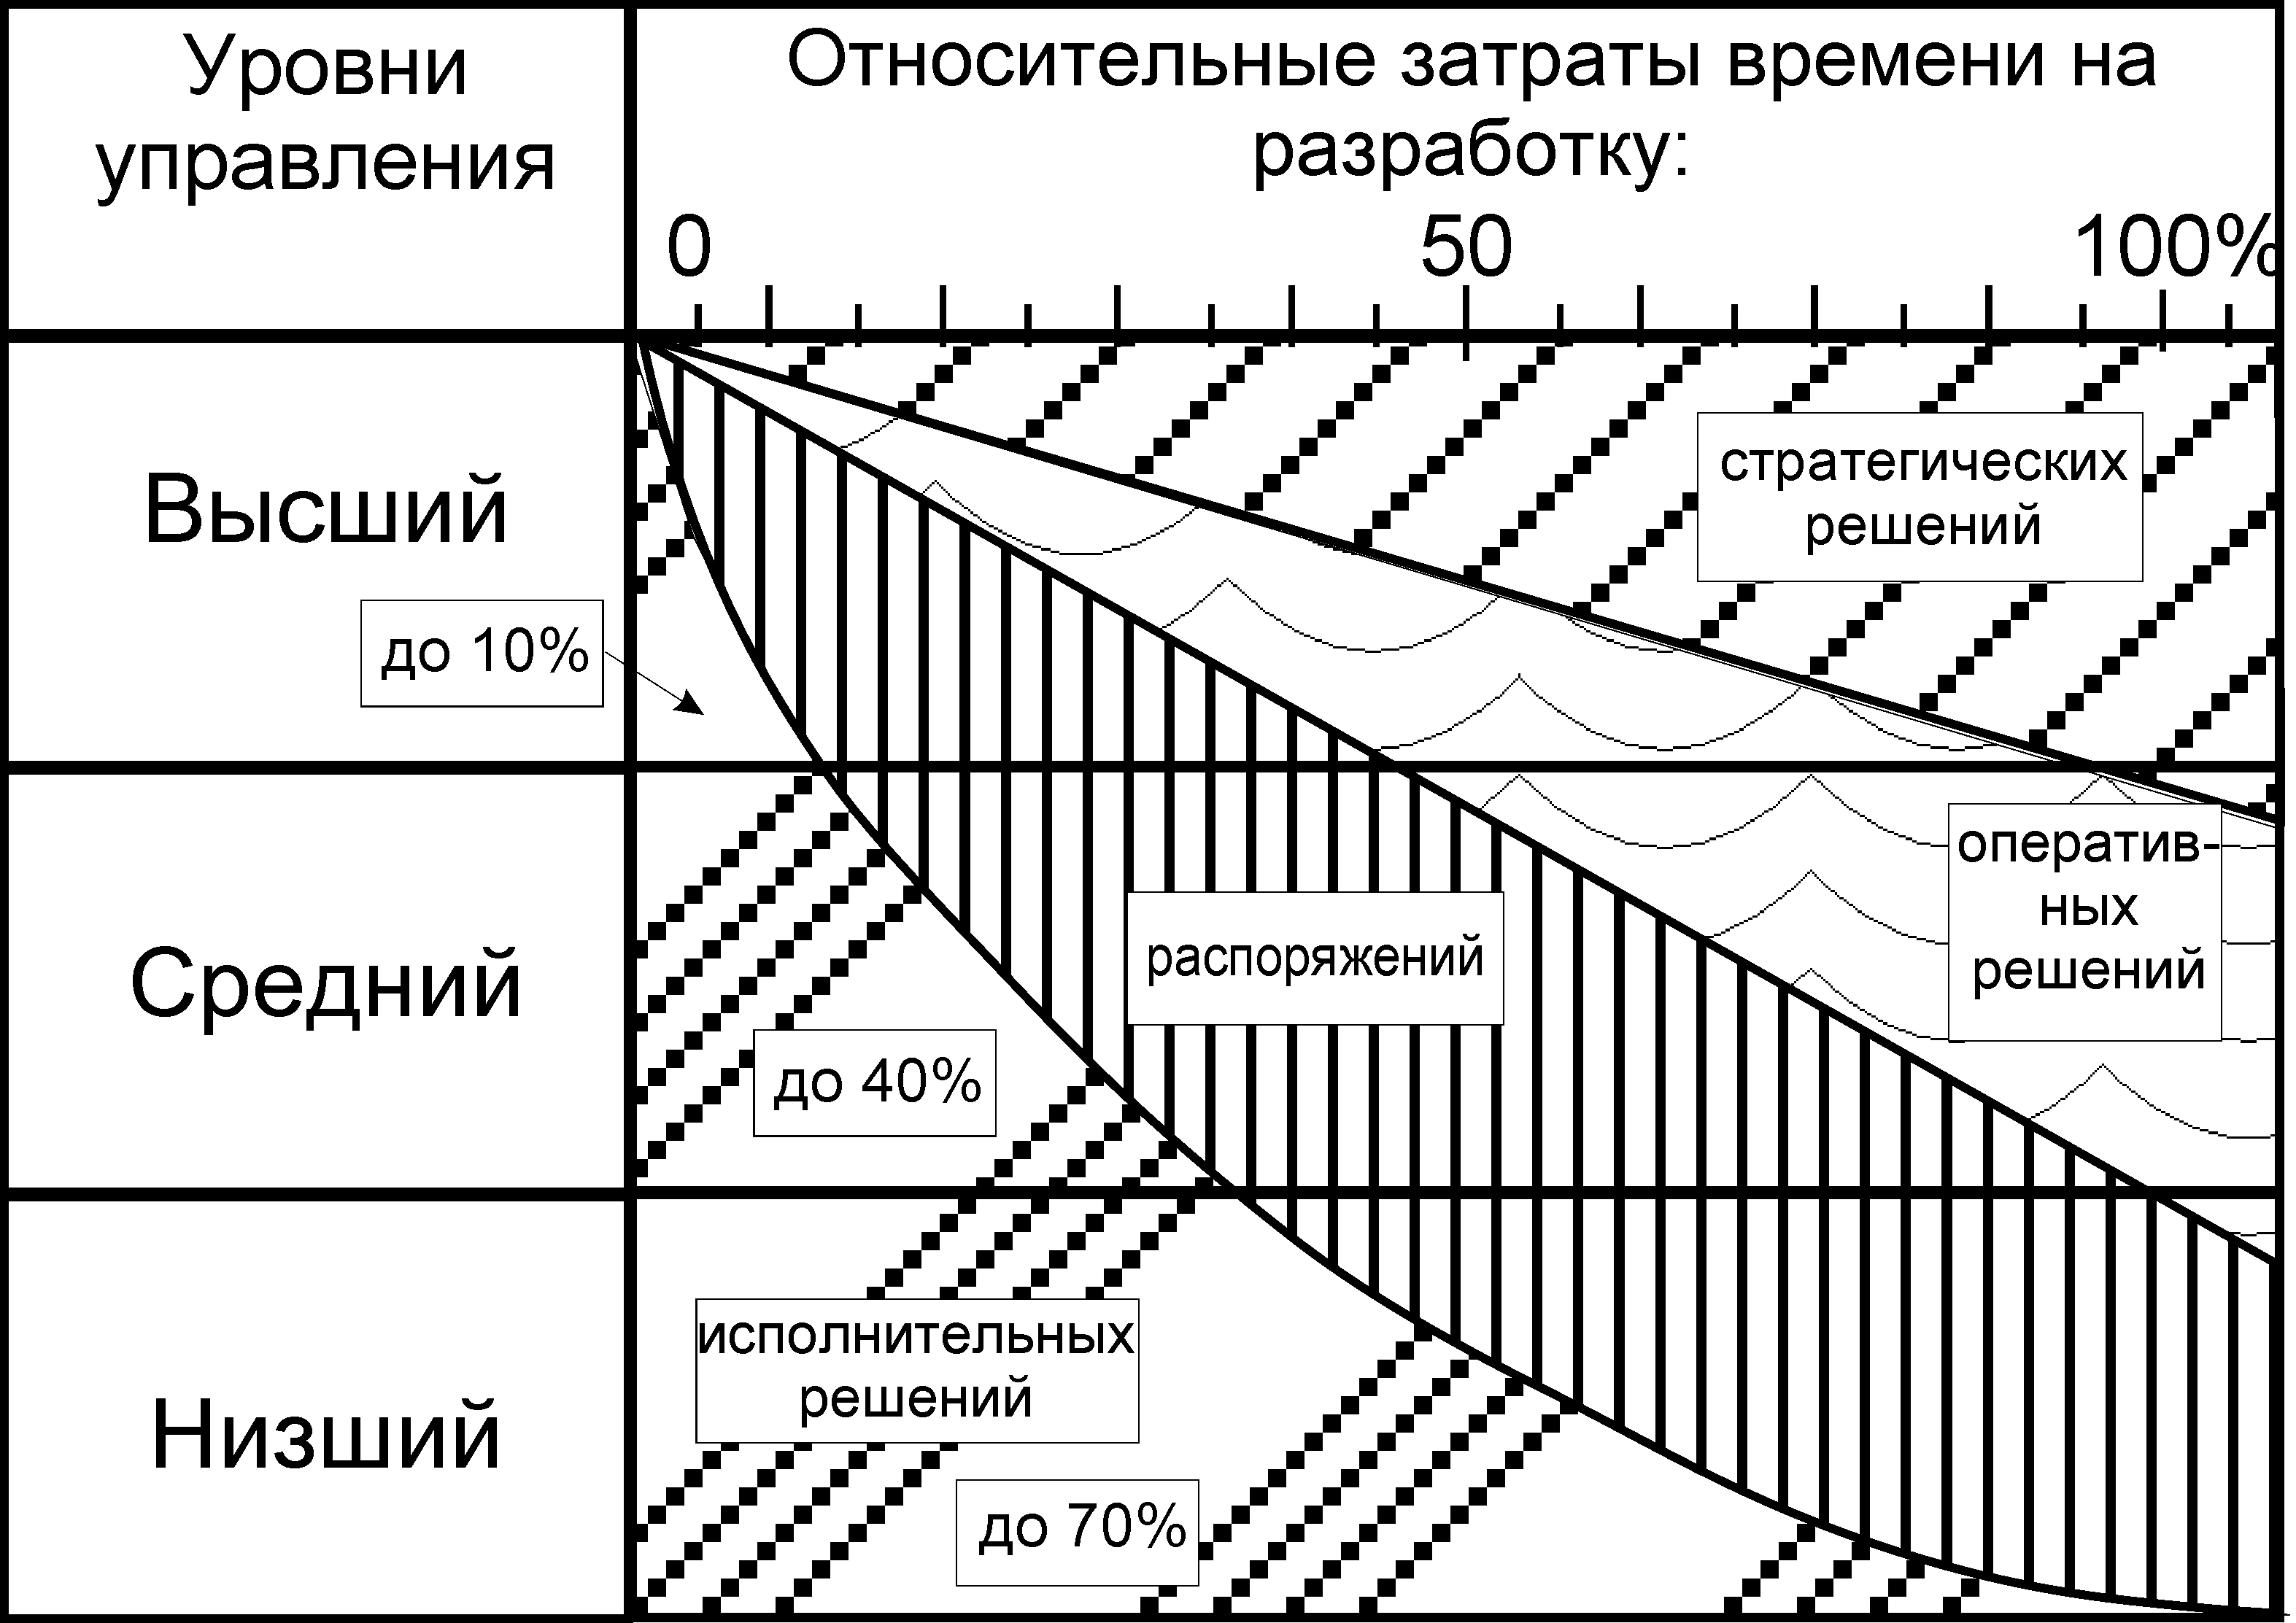 Уровни
управления
Относительные затраты времени на
разработку:
0 50 100%
Высший
стратегических
решений
до 10%
Средний
оператив-
ных
решений
распоряжений
до 40%
Низший
исполнительных
решений
до 70%